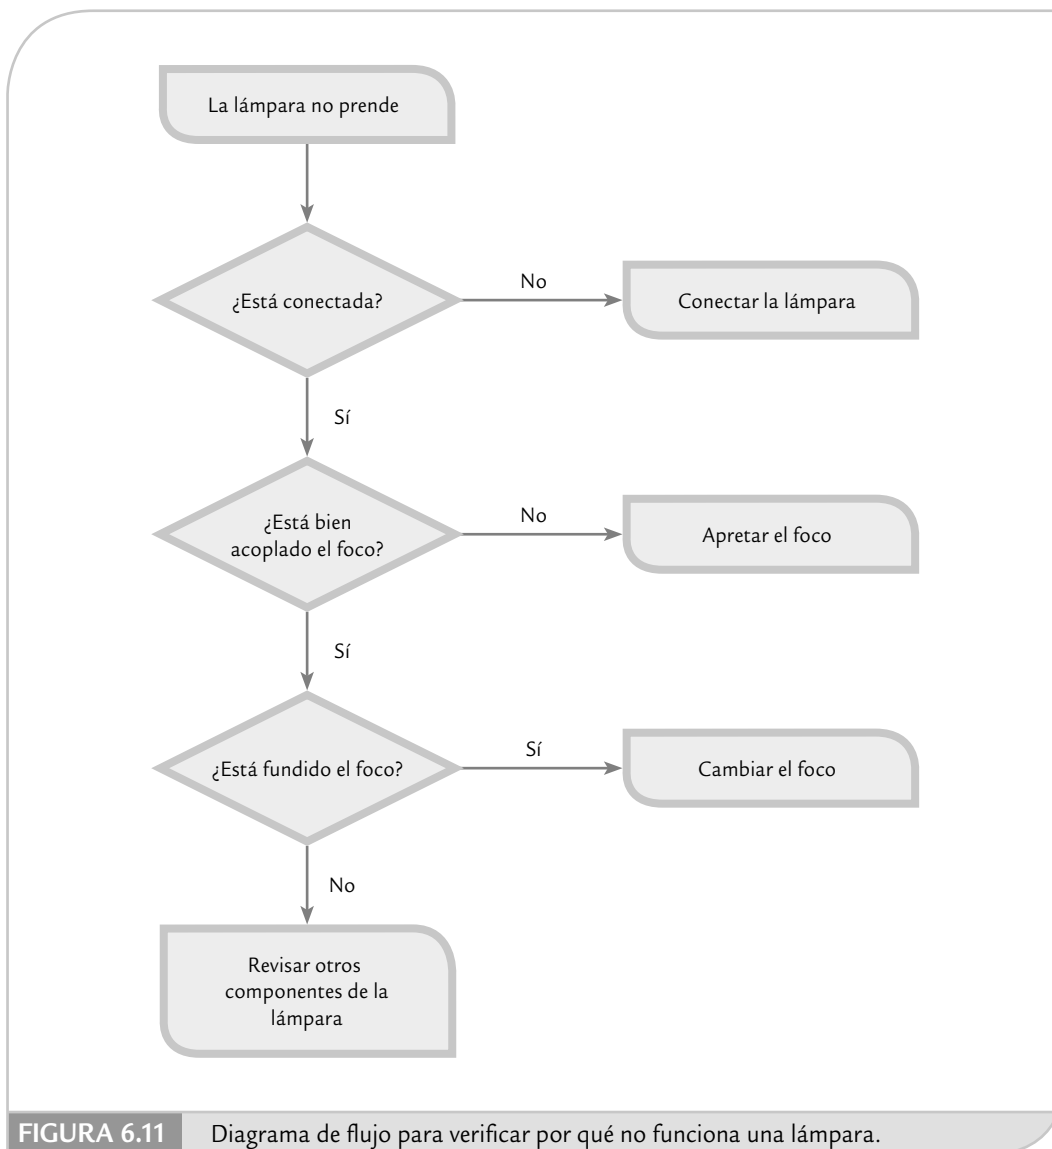 La lámpara no prende
¿Está conectada?
No
Conectar la lámpara
Sí
¿Está bien
acoplado el foco?
No
Apretar el foco
Sí
¿Está fundido el foco?
Sí
Cambiar el foco
No
Revisar otros
componentes de la
lámpara
FIGURA 6.11 Diagrama de flujo para verificar por qué no funciona una lámpara.